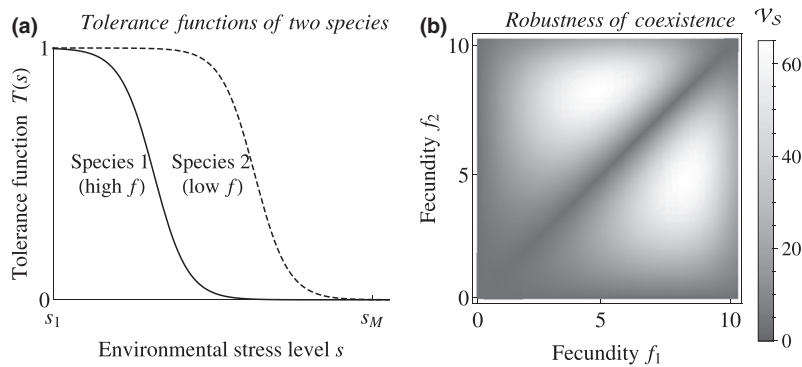 (a)
Tolerance functions of two species
Tolerance function T(s)
1
0
Species 1
(high f)
Species 2
(low f)
s1
sM
Environmental stress level s
(b)
Robustness of coexistence
Fecundity f2
10
5
0
0
5
10
Fecundity f1
𝒱S
60
40
20
0